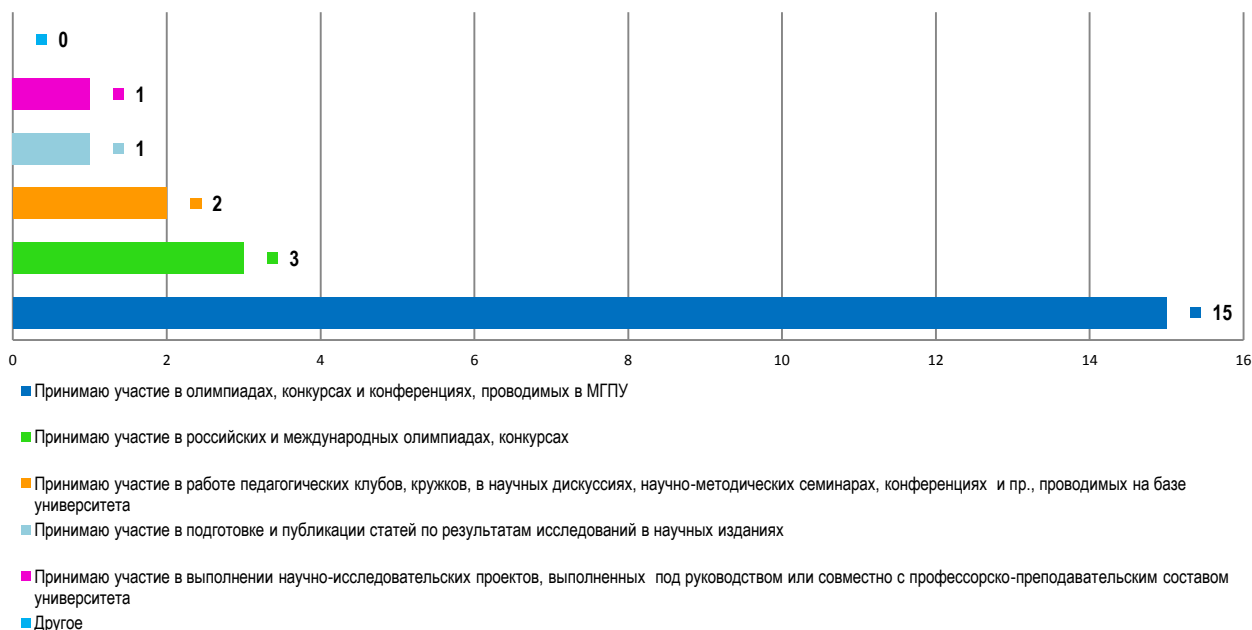 0
1
1
2
3
15
0 2 4 6 8 10 12 14 16
Принимаю участие в олимпиадах, конкурсах и конференциях, проводимых в МГПУ
Принимаю участие в российских и международных олимпиадах, конкурсах
Принимаю участие в работе педагогических клубов, кружков, в научных дискуссиях, научно-методических семинарах, конференциях и пр., проводимых на базе
университета
Принимаю участие в подготовке и публикации статей по результатам исследований в научных изданиях
Принимаю участие в выполнении научно-исследовательских проектов, выполненных под руководством или совместно с профессорско-преподавательским составом
университета
Другое